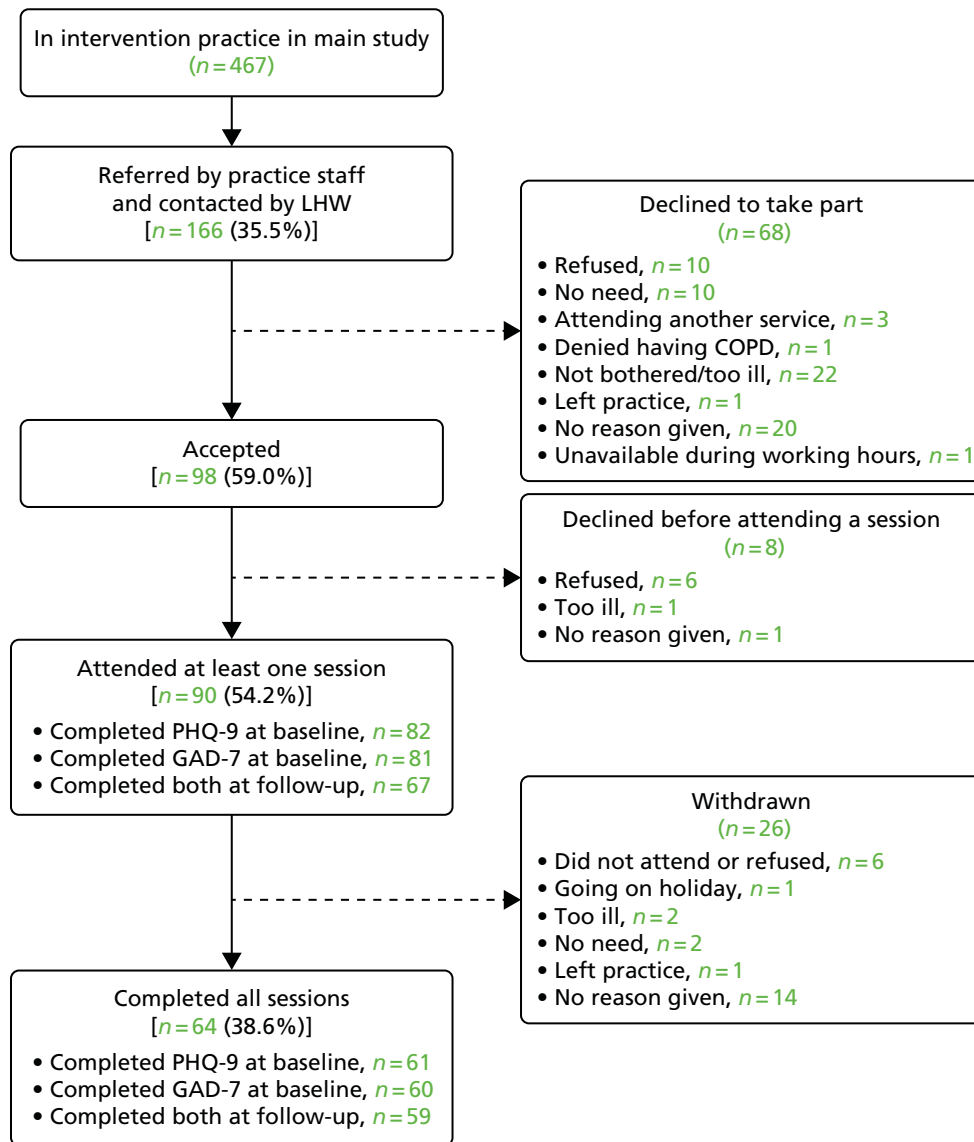 In intervention practice in main study
(n=467)
Referred by practice staff
and contacted by LHW
[n=166 (35.5%)]
Declined to take part
(n=68)
• Refused, n=10
• No need, n=10
• Attending another service, n=3
• Denied having COPD, n=1
• Not bothered/too ill, n=22
• Left practice, n=1
• No reason given, n=20
• Unavailable during working hours, n=1
Accepted
[n=98 (59.0%)]
Declined before attending a session
(n=8)
• Refused, n=6
• Too ill, n=1
• No reason given, n=1
Attended at least one session
[n=90 (54.2%)]
• Completed PHQ-9 at baseline, n=82
• Completed GAD-7 at baseline, n=81
• Completed both at follow-up, n=67
Withdrawn
(n=26)
• Did not attend or refused, n=6
• Going on holiday, n=1
• Too ill, n=2
• No need, n=2
• Left practice, n=1
• No reason given, n=14
Completed all sessions
[n=64 (38.6%)]
• Completed PHQ-9 at baseline, n=61
• Completed GAD-7 at baseline, n=60
• Completed both at follow-up, n=59